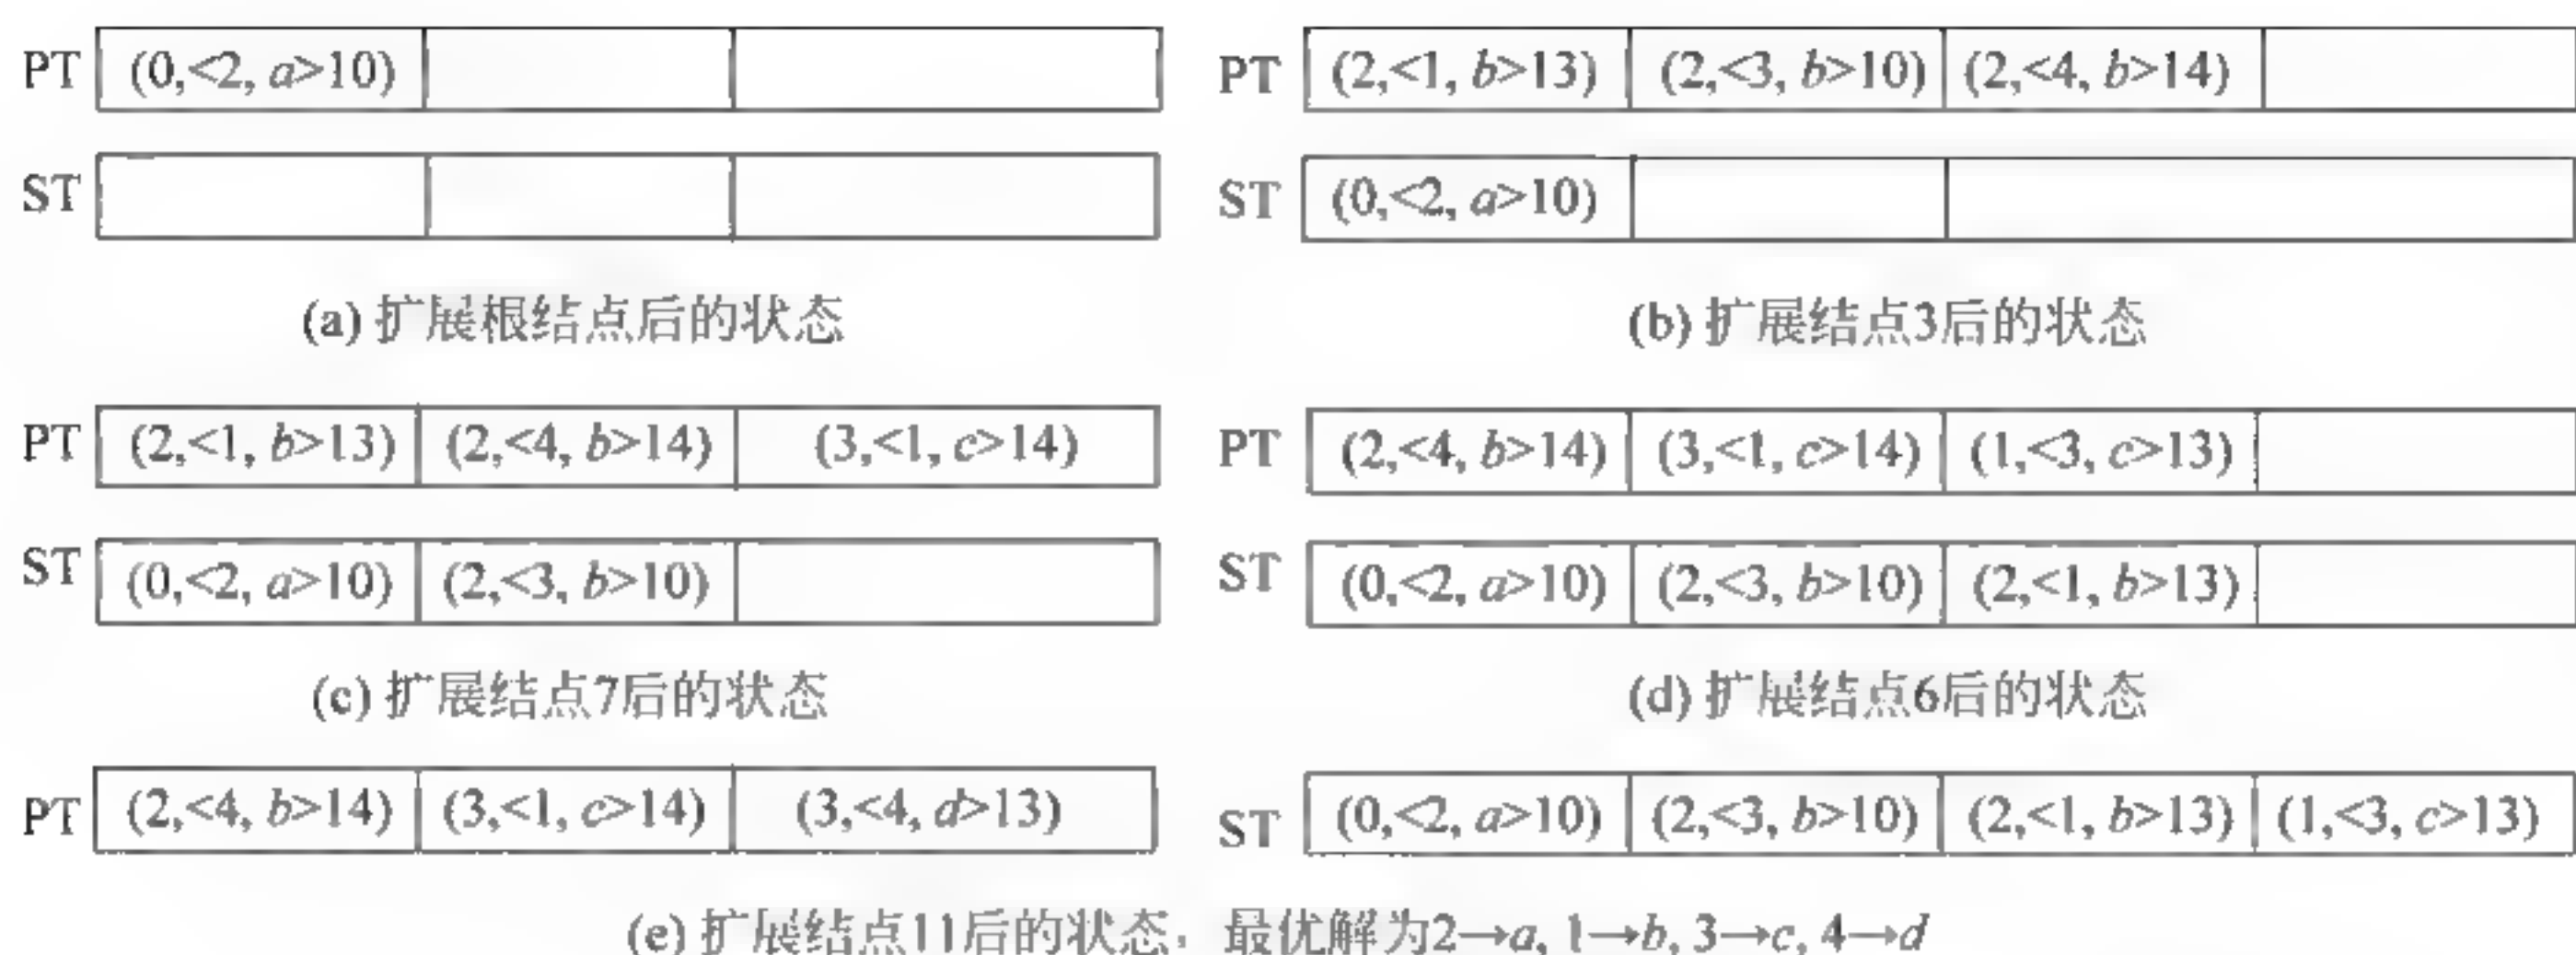 PT (0,<2, a>10)
ST
(a) 扩展根结点后的状态
PT (2,<1, b>13) (2,<3, b>10) (2,<4, b>14)
ST (0,<2, a>10)
(b) 扩展结点3后的状态
PT (2,<1, b>13) (2,<4, b>14) (3,<1, c>14)
ST (0,<2, a>10) (2,<3, b>10)
(c) 扩展结点7后的状态
PT (2,<4, b>14) (3,<1, c>14) (1,<3, c>13)
ST (0,<2, a>10) (2,<3, b>10) (2,<1, b>13)
(d) 扩展结点6后的状态
PT (2,<4, b>14) (3,<1, c>14) (3,<4, d>13)
ST (0,<2, a>10) (2,<3, b>10) (2,<1, b>13) (1,<3, c>13)
(e) 扩展结点11后的状态，最优解为2→a, 1→b, 3→c, 4→d